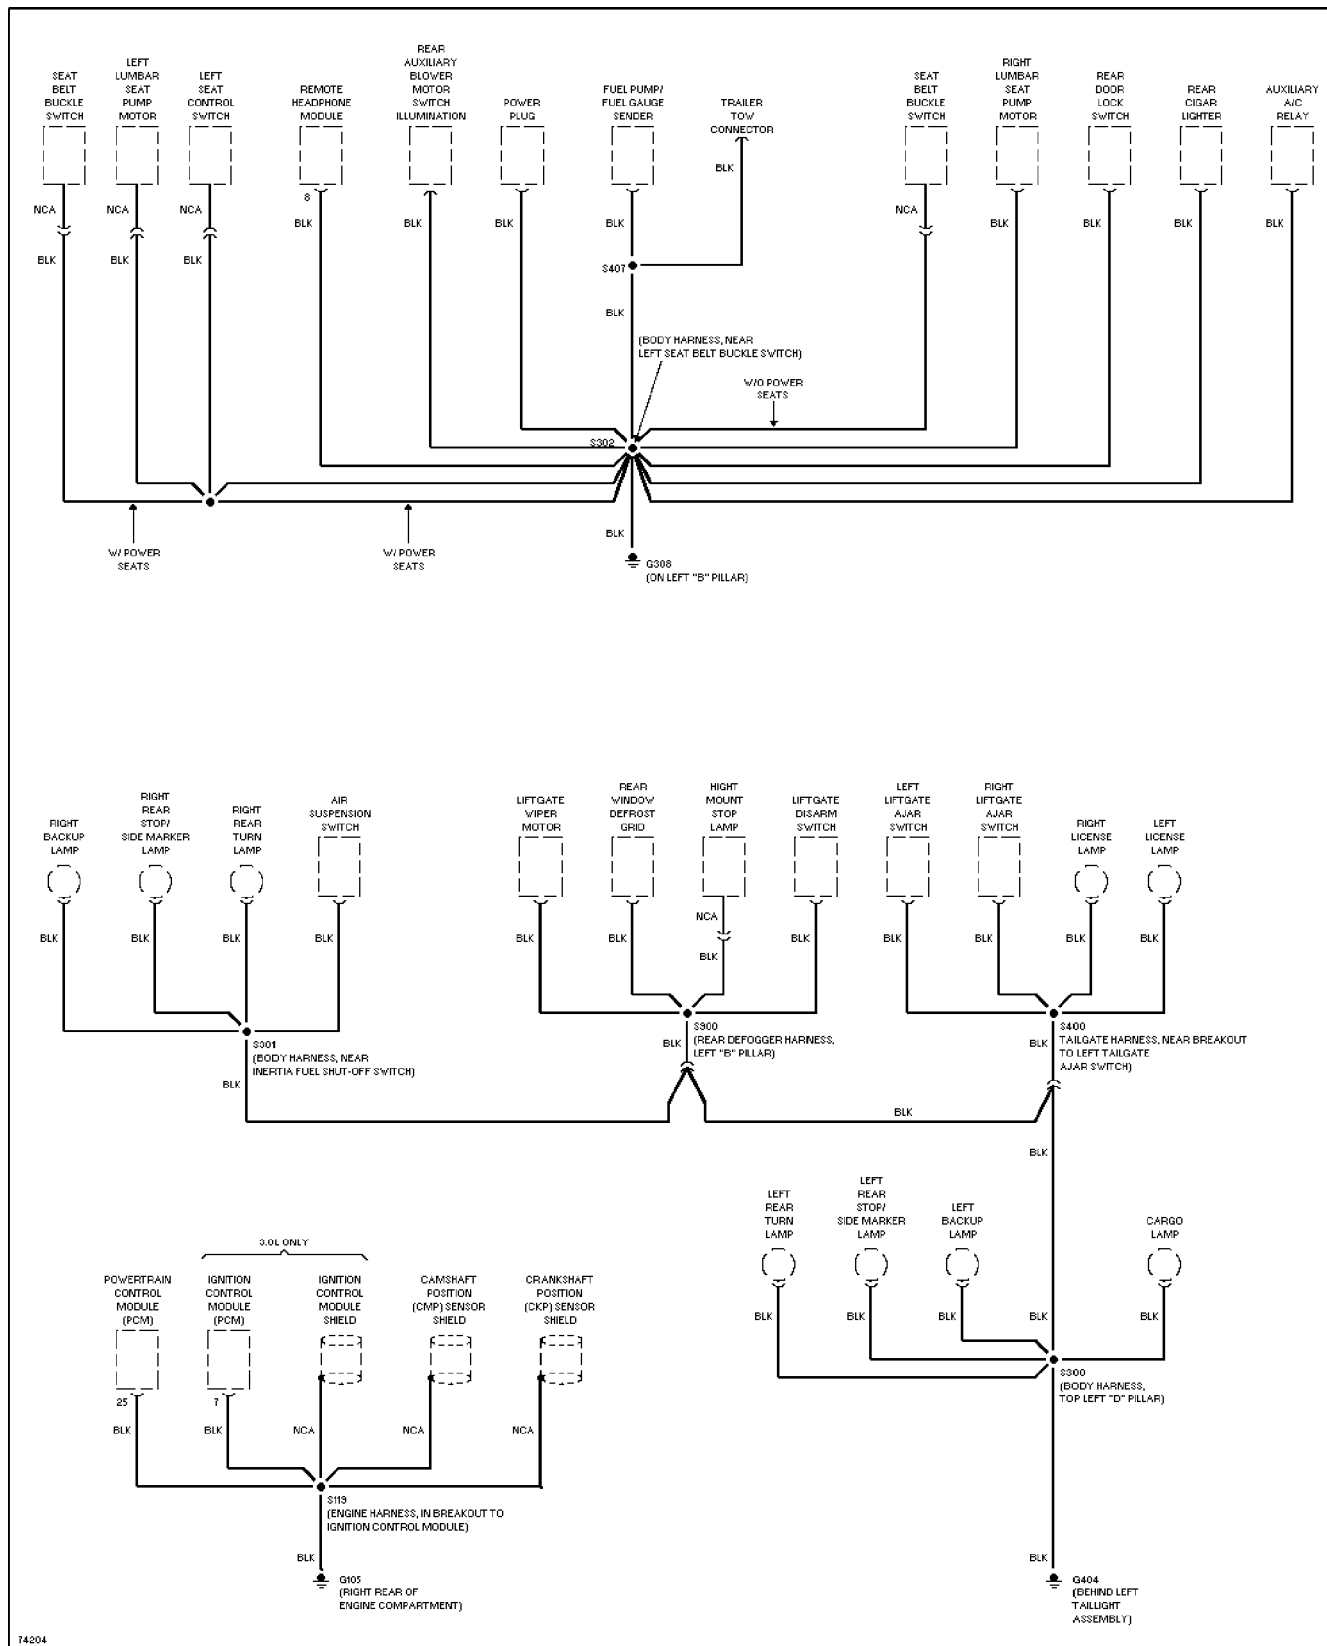 SEAT
BELT
BUCKLE
SWITCH
LEFT
LUMBAR
SEAT
PUMP
MOTOR
LEFT
SEAT
CONTROL
SWITCH
REMOTE
HEADPHONE
MODULE
REAR
AUXILIARY
BLOWER
MOTOR
SWITCH
ILLUMINATION
POWER
PLUG
FUEL PUMP/
FUEL GAUGE
SENDER
TRAILER
TOW
CONNECTOR
SEAT
BELT
BUCKLE
SWITCH
RIGHT
LUMBAR
SEAT
PUMP
MOTOR
REAR
DOOR
LOCK
SWITCH
REAR
CIGAR
LIGHTER
AUXILIARY
A/C
RELAY
BLK
NCA
NCA
NCA
8
NCA
BLK
BLK
BLK
BLK
BLK
BLK
BLK
BLK
BLK
BLK
BLK
S407
BLK
(BODY HARNESS, NEAR
LEFT SEAT BELT BUCKLE SWITCH)
W/O POWER
SEATS
S302
BLK
W/ POWER
SEATS
W/ POWER
SEATS
G308
(ON LEFT "B" PILLAR)
RIGHT
BACKUP
LAMP
RIGHT
REAR
STOP/
SIDE MARKER
LAMP
RIGHT
REAR
TURN
LAMP
AIR
SUSPENSION
SWITCH
LIFTGATE
WIPER
MOTOR
REAR
WINDOW
DEFROST
GRID
HIGHT
MOUNT
STOP
LAMP
LIFTGATE
DISARM
SWITCH
LEFT
LIFTGATE
AJAR
SWITCH
RIGHT
LIFTGATE
AJAR
SWITCH
RIGHT
LICENSE
LAMP
LEFT
LICENSE
LAMP
NCA
BLK
BLK
BLK
BLK
BLK
BLK
BLK
BLK
BLK
BLK
BLK
BLK
S301
(BODY HARNESS, NEAR
INERTIA FUEL SHUT-OFF SWITCH)
BLK
S900
(REAR DEFOGGER HARNESS,
LEFT "B" PILLAR)
BLK
S400
TAILGATE HARNESS, NEAR BREAKOUT
TO LEFT TAILGATE
AJAR SWITCH)
BLK
BLK
BLK
LEFT
REAR
TURN
LAMP
LEFT
REAR
STOP/
SIDE MARKER
LAMP
LEFT
BACKUP
LAMP
CARGO
LAMP
BLK
BLK
BLK
BLK
BLK
S300
(BODY HARNESS,
TOP LEFT "D" PILLAR)
3.0L ONLY
POWERTRAIN
CONTROL
MODULE
(PCM)
IGNITION
CONTROL
MODULE
(PCM)
IGNITION
CONTROL
MODULE
SHIELD
CAMSHAFT
POSITION
(CMP) SENSOR
SHIELD
CRANKSHAFT
POSITION
(CKP) SENSOR
SHIELD
25
7
BLK
BLK
NCA
NCA
NCA
S119
(ENGINE HARNESS, IN BREAKOUT TO
IGNITION CONTROL MODULE)
BLK
G105
(RIGHT REAR OF
ENGINE COMPARTMENT)
BLK
G404
(BEHIND LEFT
TAILLIGHT
ASSEMBLY)
74204